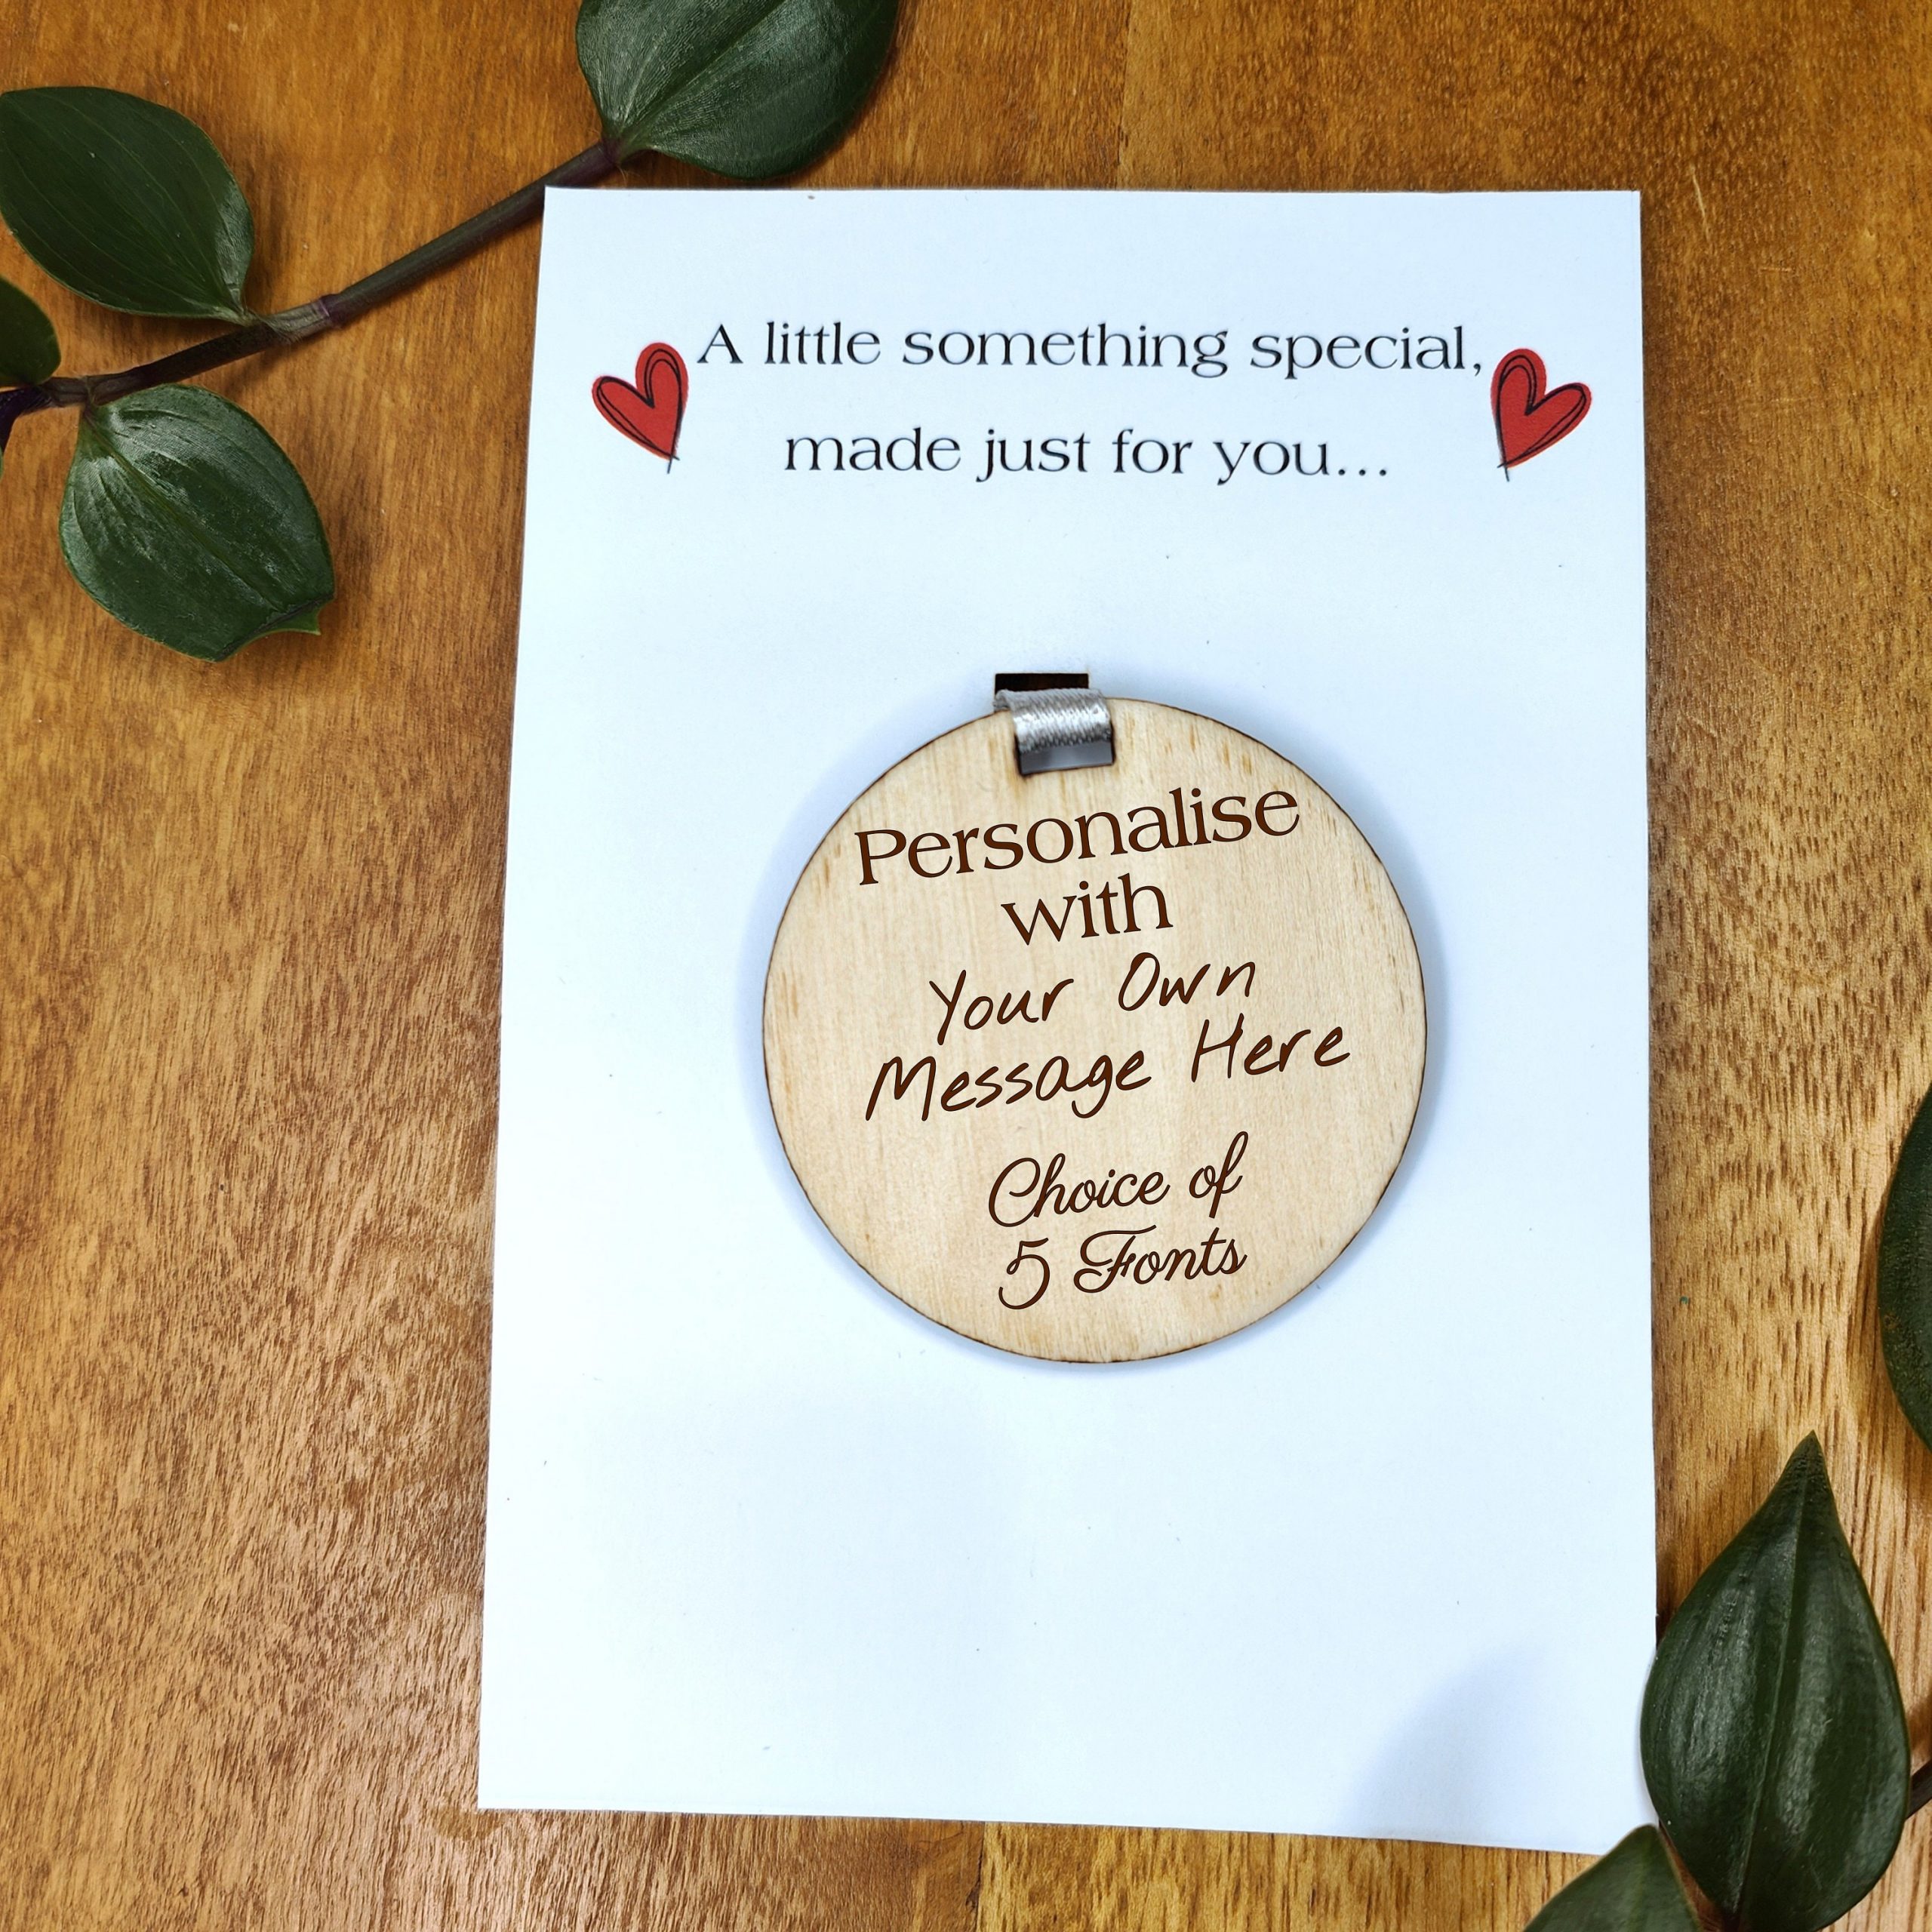 A little something special,
made just for you...
Personalise
with
Your Own
Message Here
Choice of
5 Fonts